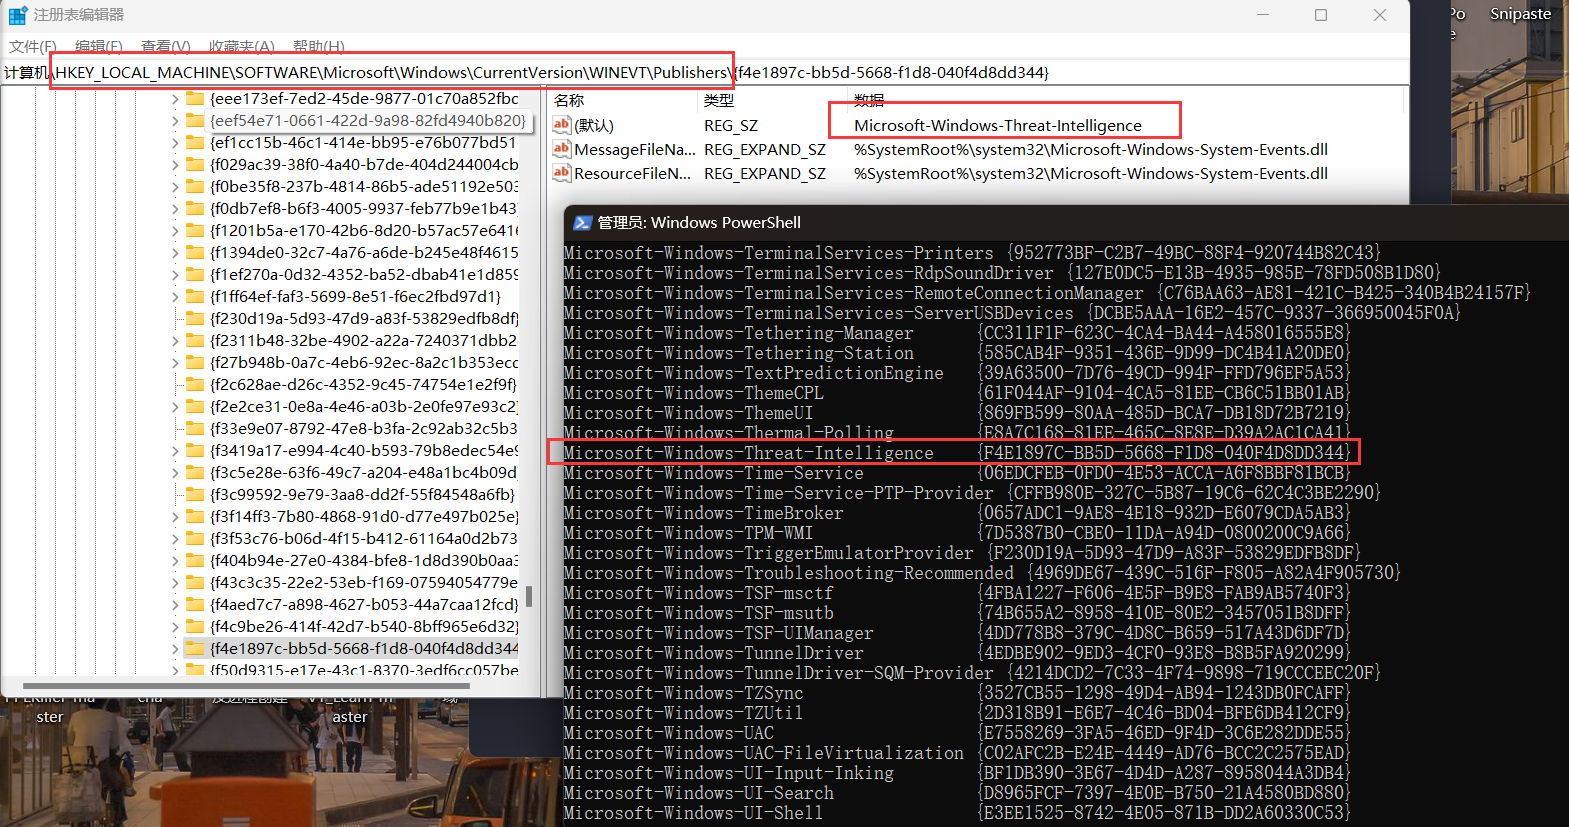 注册表编辑器
文件(F) 编辑(E) 查看(V) 收藏夹(A) 帮助(H)
计算机\HKEY_LOCAL_MACHINE\SOFTWARE\Microsoft\Windows\CurrentVersion\WINEVT\Publishers\{f4e1897c-bb5d-5668-f1d8-040f4d8dd344}
{eee173ef-7ed2-45de-9877-01c70a852fbc
{eef54e71-0661-422d-9a98-82fd4940b820}
{ef1cc15b-46c1-414e-bb95-e76b077bd51
{f029ac39-38f0-4a40-b7de-404d244004cb
{f0be35f8-237b-4814-86b5-ade51192e503
{f0db7ef8-b6f3-4005-9937-feb77b9e1b43
{f1201b5a-e170-42b6-8d20-b57ac57e6416
{f1394de0-32c7-4a76-a6de-b245e48f4615
{f1ef270a-0d32-4352-ba52-dbab41e1d859
{f1ff64ef-faf3-5699-8e51-f6ec2fbd97d1}
{f230d19a-5d93-47d9-a83f-53829edfb8df}
{f2311b48-32be-4902-a22a-7240371dbb2
{f27b948b-0a7c-4eb6-92ec-8a2c1b353ecd
{f2c628ae-d26c-4352-9c45-74754e1e2f9f}
{f2e2ce31-0e8a-4e46-a03b-2e0fe97e93c2
{f33e9e07-8792-47e8-b3fa-2c92ab32c5b3
{f3419a17-e994-4c40-b593-79b8edec54e9
{f3c5e28e-63f6-49c7-a204-e48a1bc4b09d
{f3c99592-9e79-3aa8-dd2f-55f84548a6fb}
{f3f14ff3-7b80-4868-91d0-d77e497b025e}
{f3f53c76-b06d-4f15-b412-61164a0d2b73
{f404b94e-27e0-4384-bfe8-1d8d390b0aa3
{f43c3c35-22e2-53eb-f169-07594054779e
{f4aed7c7-a898-4627-b053-44a7caa12fcd}
{f4c9be26-414f-42d7-b540-8bff965e6d32}
{f4e1897c-bb5d-5668-f1d8-040f4d8dd344
{f50d9315-e17e-43c1-8370-3edf6cc057be
名称 类型 数据
(默认) REG_SZ Microsoft-Windows-Threat-Intelligence
MessageFileNa... REG_EXPAND_SZ %SystemRoot%\system32\Microsoft-Windows-System-Events.dll
ResourceFileN... REG_EXPAND_SZ %SystemRoot%\system32\Microsoft-Windows-System-Events.dll
管理员: Windows PowerShell
Microsoft-Windows-TerminalServices-Printers {952773BF-C2B7-49BC-88F4-920744B82C43}
Microsoft-Windows-TerminalServices-RdpSoundDriver {127E0DC5-E13B-4935-985E-78FD508B1D80}
Microsoft-Windows-TerminalServices-RemoteConnectionManager {C76BAA63-AE81-421C-B425-340B4B24157F}
Microsoft-Windows-TerminalServices-ServerUSBDevices {DCBE5AAA-16E2-457C-9337-366950045F0A}
Microsoft-Windows-Tethering-Manager {CC311F1F-623C-4CA4-BA44-A458016555E8}
Microsoft-Windows-Tethering-Station {585CAB4F-9351-436E-9D99-DC4B41A20DE0}
Microsoft-Windows-TextPredictionEngine {39A63500-7D76-49CD-994F-FFD796EF5A53}
Microsoft-Windows-ThemeCPL {61F044AF-9104-4CA5-81EE-CB6C51BB01AB}
Microsoft-Windows-ThemeUI {869FB599-80AA-485D-BCA7-DB18D72B7219}
Microsoft-Windows-Thermal-Polling {E8A7C168-81EE-465C-8E8E-D39A2AC1CA41}
Microsoft-Windows-Threat-Intelligence {F4E1897C-BB5D-5668-F1D8-040F4D8DD344}
Microsoft-Windows-Time-Service {06EDCFEB-0FD0-4E53-ACCA-A6F8BBF81BCB}
Microsoft-Windows-Time-Service-PTP-Provider {CFFB980E-327C-5B87-19C6-62C4C3BE2290}
Microsoft-Windows-TimeBroker {0657ADC1-9AE8-4E18-932D-E6079CDA5AB3}
Microsoft-Windows-TPM-WMI {7D5387B0-CBE0-11DA-A94D-0800200C9A66}
Microsoft-Windows-TriggerEmulatorProvider {F230D19A-5D93-47D9-A83F-53829EDFB8DF}
Microsoft-Windows-Troubleshooting-Recommended {4969DE67-439C-516F-F805-A82A4F905730}
Microsoft-Windows-TSF-msctf {4FBA1227-F606-4E5F-B9E8-FAB9AB5740F3}
Microsoft-Windows-TSF-msutb {74B655A2-8958-410E-80E2-3457051B8DFF}
Microsoft-Windows-TSF-UIManager {4DD778B8-379C-4D8C-B659-517A43D6DF7D}
Microsoft-Windows-TunnelDriver {4EDBE902-9ED3-4CF0-93E8-B8B5FA920299}
Microsoft-Windows-TunnelDriver-SQM-Provider {4214DCD2-7C33-4F74-9898-719CCCEEC20F}
Microsoft-Windows-TZSync {3527CB55-1298-49D4-AB94-1243DB0FCAFF}
Microsoft-Windows-TZUtil {2D318B91-E6E7-4C46-BD04-BFE6DB412CF9}
Microsoft-Windows-UAC {E7558269-3FA5-46ED-9F4D-3C6E282DDE55}
Microsoft-Windows-UAC-FileVirtualization {C02AFC2B-E24E-4449-AD76-BCC2C2575EAD}
Microsoft-Windows-UI-Input-Inking {BF1DB390-3E67-4D4D-A287-8958044A3DB4}
Microsoft-Windows-UI-Search {D8965FCF-7397-4E0E-B750-21A4580BD880}
Microsoft-Windows-UI-Shell {E3EE1525-8742-4E05-871B-DD2A60330C53}
Snipaste
ster
aster